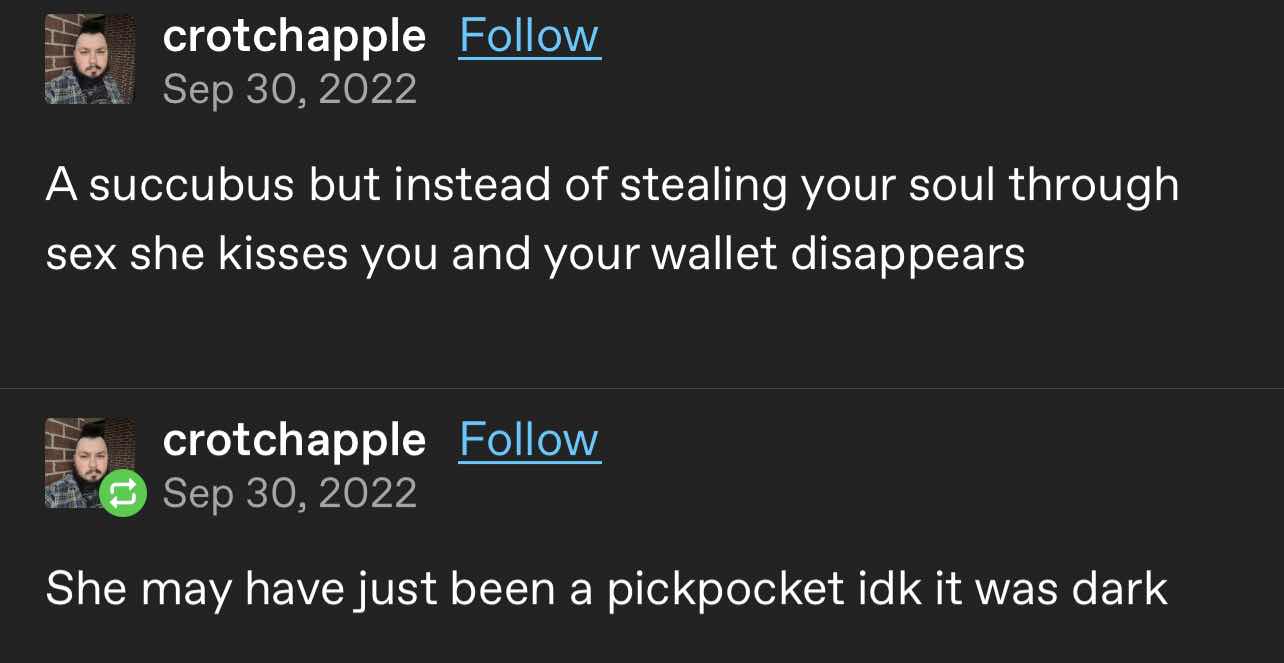 crotchapple Follow
Sep 30, 2022
A succubus but instead of stealing your soul through
sex she kisses you and your wallet disappears
crotchapple Follow
Sep 30, 2022
She may have just been a pickpocket idk it was dark